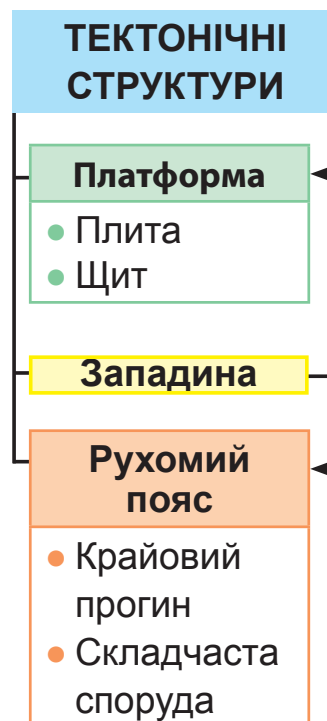 ТЕКТОНІЧНІ
СТРУКТУРИ
Платформа
Плита
Щит
Западина
Рухомий
пояс
Крайовий
прогин
Складчаста
споруда